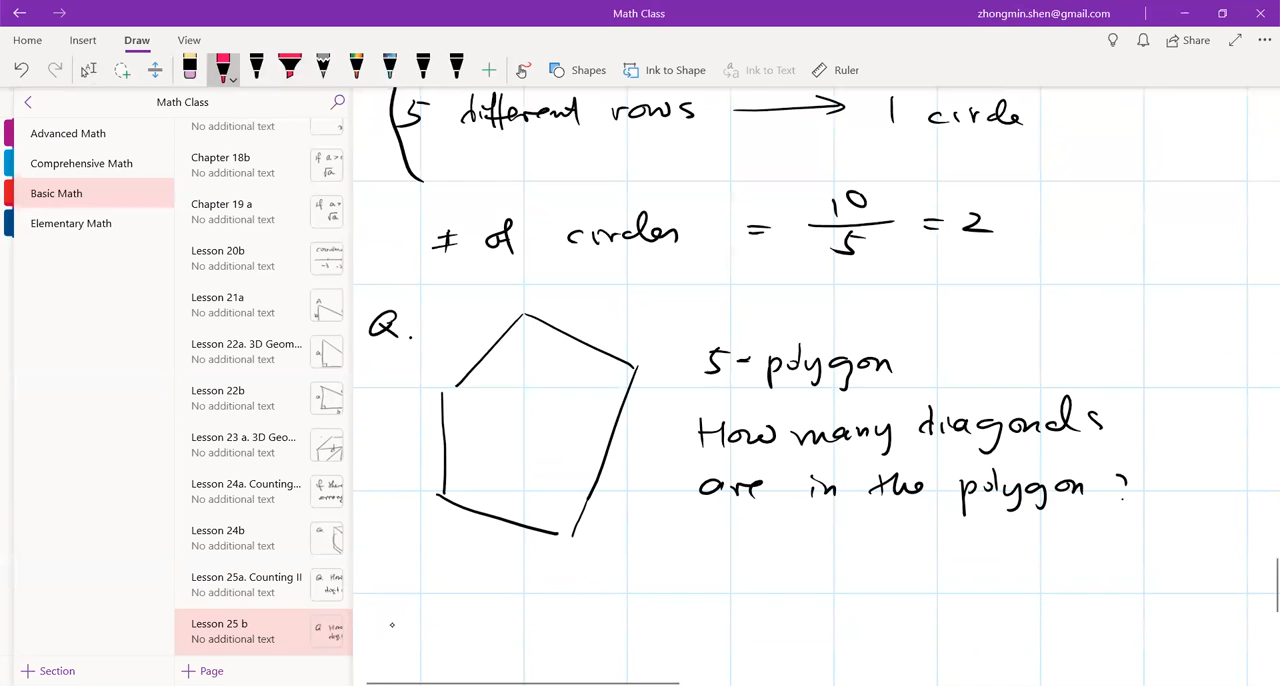 Math Class
zhongmin.shen@gmail.com
Home
Insert
Draw
View
Share
Shapes
Ink to Shape
Ink to Text
Ruler
Math Class
Advanced Math
Comprehensive Math
Basic Math
Elementary Math
No additional text
Chapter 18b
No additional text
Chapter 19 a
No additional text
Lesson 20b
No additional text
Lesson 21a
No additional text
Lesson 22a. 3D Geom...
No additional text
Lesson 22b
No additional text
Lesson 23 a. 3D Geo...
No additional text
Lesson 24a. Counting...
No additional text
Lesson 24b
No additional text
Lesson 25a. Counting II
No additional text
Lesson 25 b
No additional text
+ Section
+ Page
5 different rows → 1 circle
# of circles = 10/5 = 2
Q.
5-polygon
How many diagonals
are in the polygon?